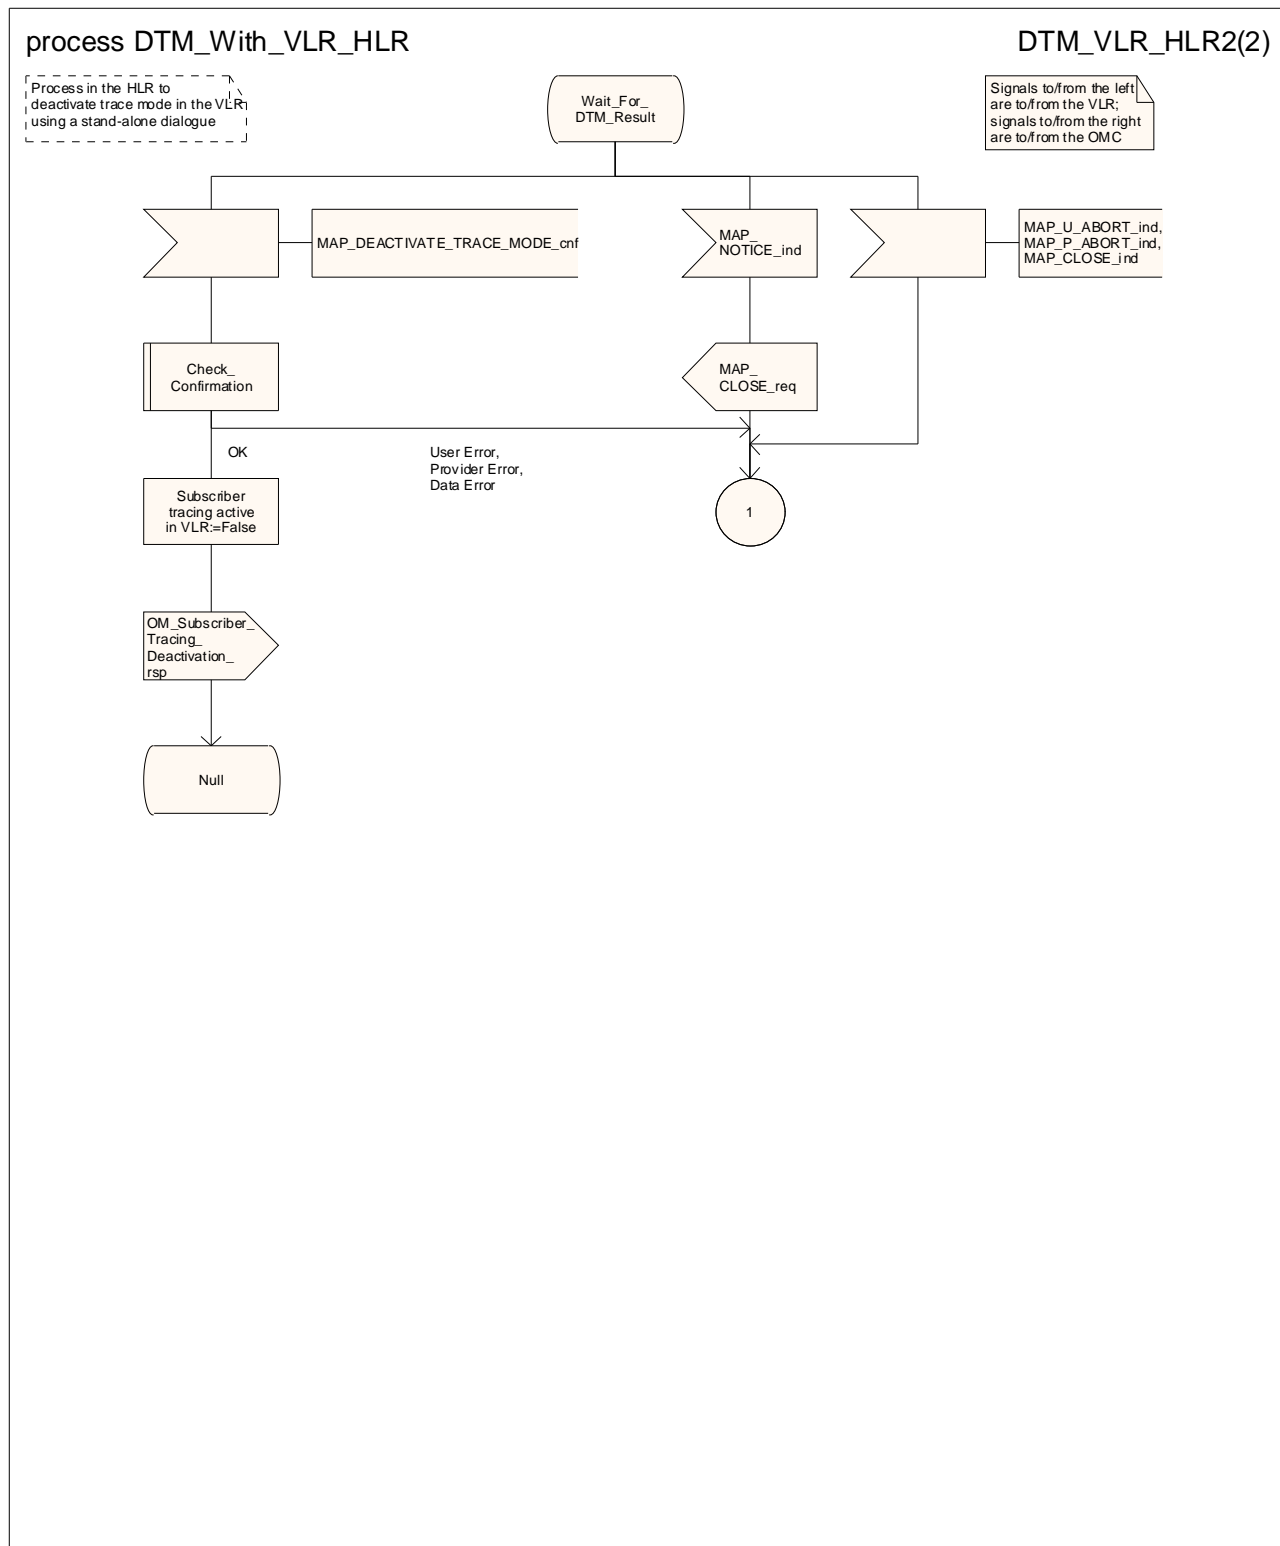 process DTM_With_VLR_HLR
DTM_VLR_HLR2(2)
Process in the HLR to
deactivate trace mode in the VLR
using a stand-alone dialogue
Wait_For_
DTM_Result
Signals to/from the left
are to/from the VLR;
signals to/from the right
are to/from the OMC
MAP_DEACTIVATE_TRACE_MODE_cnf
MAP_
NOTICE_ind
MAP_U_ABORT_ind,
MAP_P_ABORT_ind,
MAP_CLOSE_ind
Check_
Confirmation
MAP_
CLOSE_req
OK
User Error,
Provider Error,
Data Error
Subscriber
tracing active
in VLR:=False
1
OM_Subscriber_
Tracing_
Deactivation_
rsp
Null